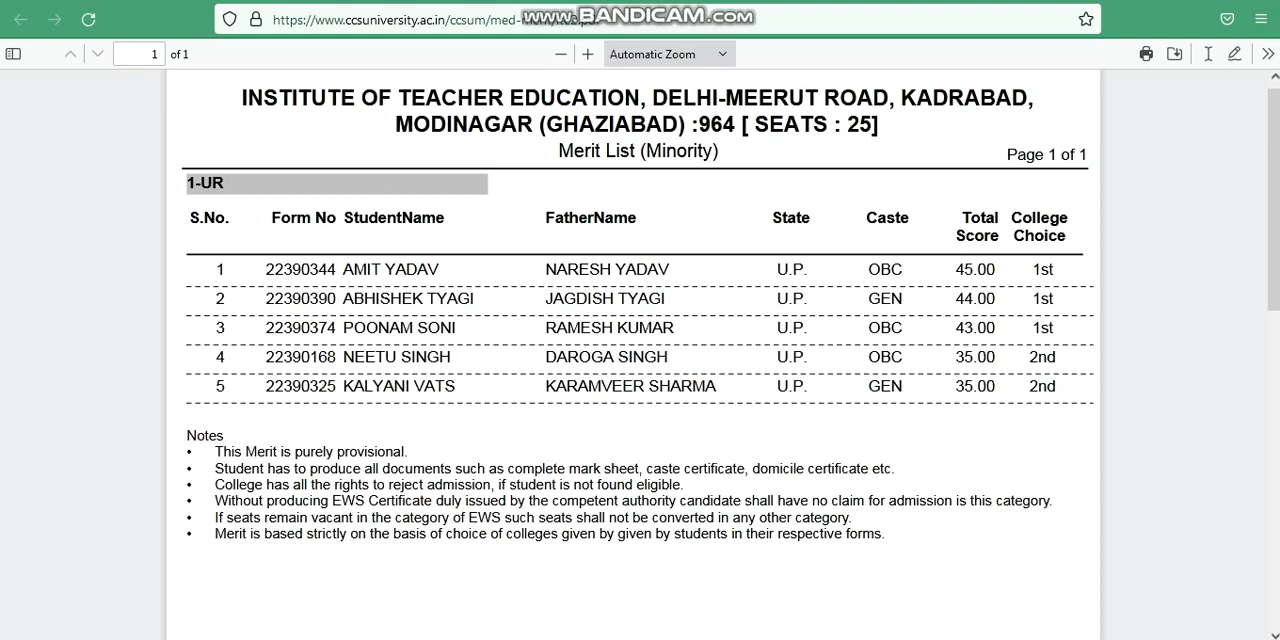 https://www.ccsuniversity.ac.in/ccsum/med-
www.BANDICAM.com
1 of 1
Automatic Zoom
INSTITUTE OF TEACHER EDUCATION, DELHI-MEERUT ROAD, KADRABAD,
MODINAGAR (GHAZIABAD) :964 [ SEATS : 25]
Merit List (Minority)
Page 1 of 1
1-UR
S.No. Form No StudentName FatherName State Caste Total Score College Choice
1 22390344 AMIT YADAV NARESH YADAV U.P. OBC 45.00 1st
2 22390390 ABHISHEK TYAGI JAGDISH TYAGI U.P. GEN 44.00 1st
3 22390374 POONAM SONI RAMESH KUMAR U.P. OBC 43.00 1st
4 22390168 NEETU SINGH DAROGA SINGH U.P. OBC 35.00 2nd
5 22390325 KALYANI VATS KARAMVEER SHARMA U.P. GEN 35.00 2nd
Notes
• This Merit is purely provisional.
• Student has to produce all documents such as complete mark sheet, caste certificate, domicile certificate etc.
• College has all the rights to reject admission, if student is not found eligible.
• Without producing EWS Certificate duly issued by the competent authority candidate shall have no claim for admission is this category.
• If seats remain vacant in the category of EWS such seats shall not be converted in any other category.
• Merit is based strictly on the basis of choice of colleges given by given by students in their respective forms.